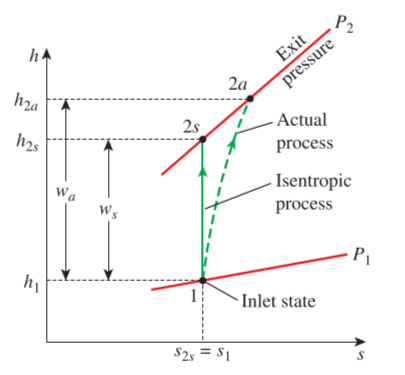 P₂
Exit
pressure
h
2a
h₂ₐ
2s
h₂ₛ
Actual
process
Isentropic
process
wₐ
wₛ
P₁
h₁
1
Inlet state
s₂ₛ = s₁
s